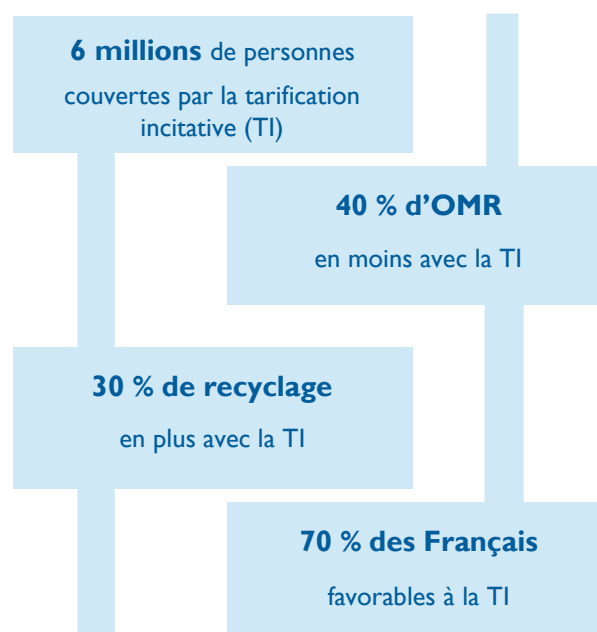 6 millions de personnes
couvertes par la tarification
incitative (TI)
40 % d’OMR
en moins avec la TI
30 % de recyclage
en plus avec la TI
70 % des Français
favorables à la TI